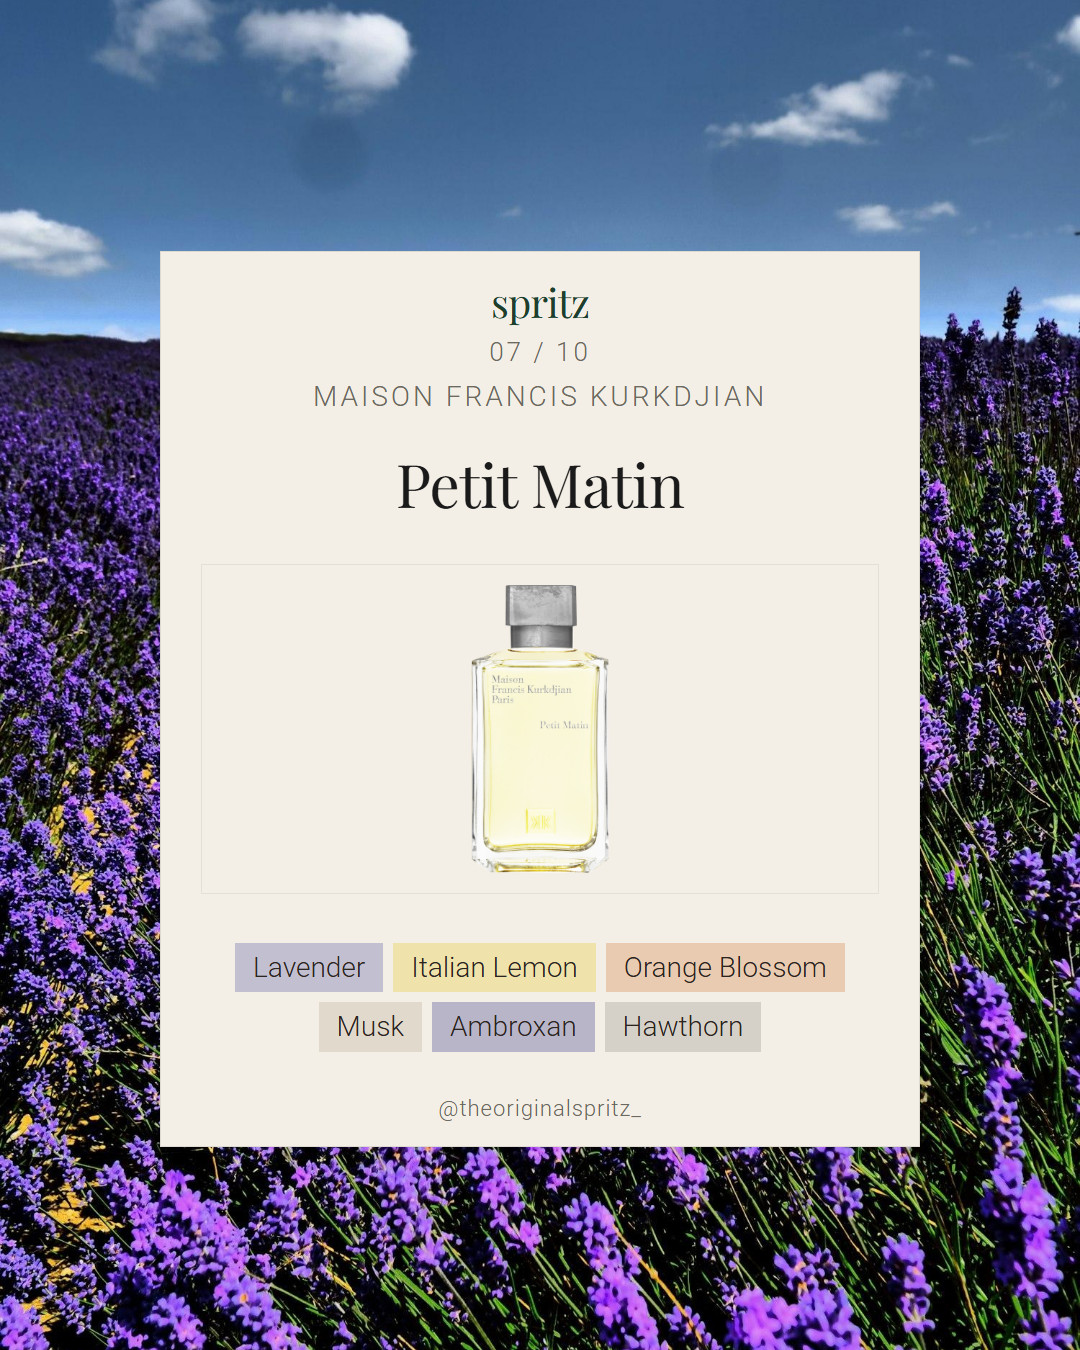 spritz
07 / 10
MAISON FRANCIS KURKDJIAN
Petit Matin
Maison
Francis Kurkdjian
Paris
Petit Matin
Lavender Italian Lemon Orange Blossom
Musk Ambroxan Hawthorn
@theoriginalspritz_